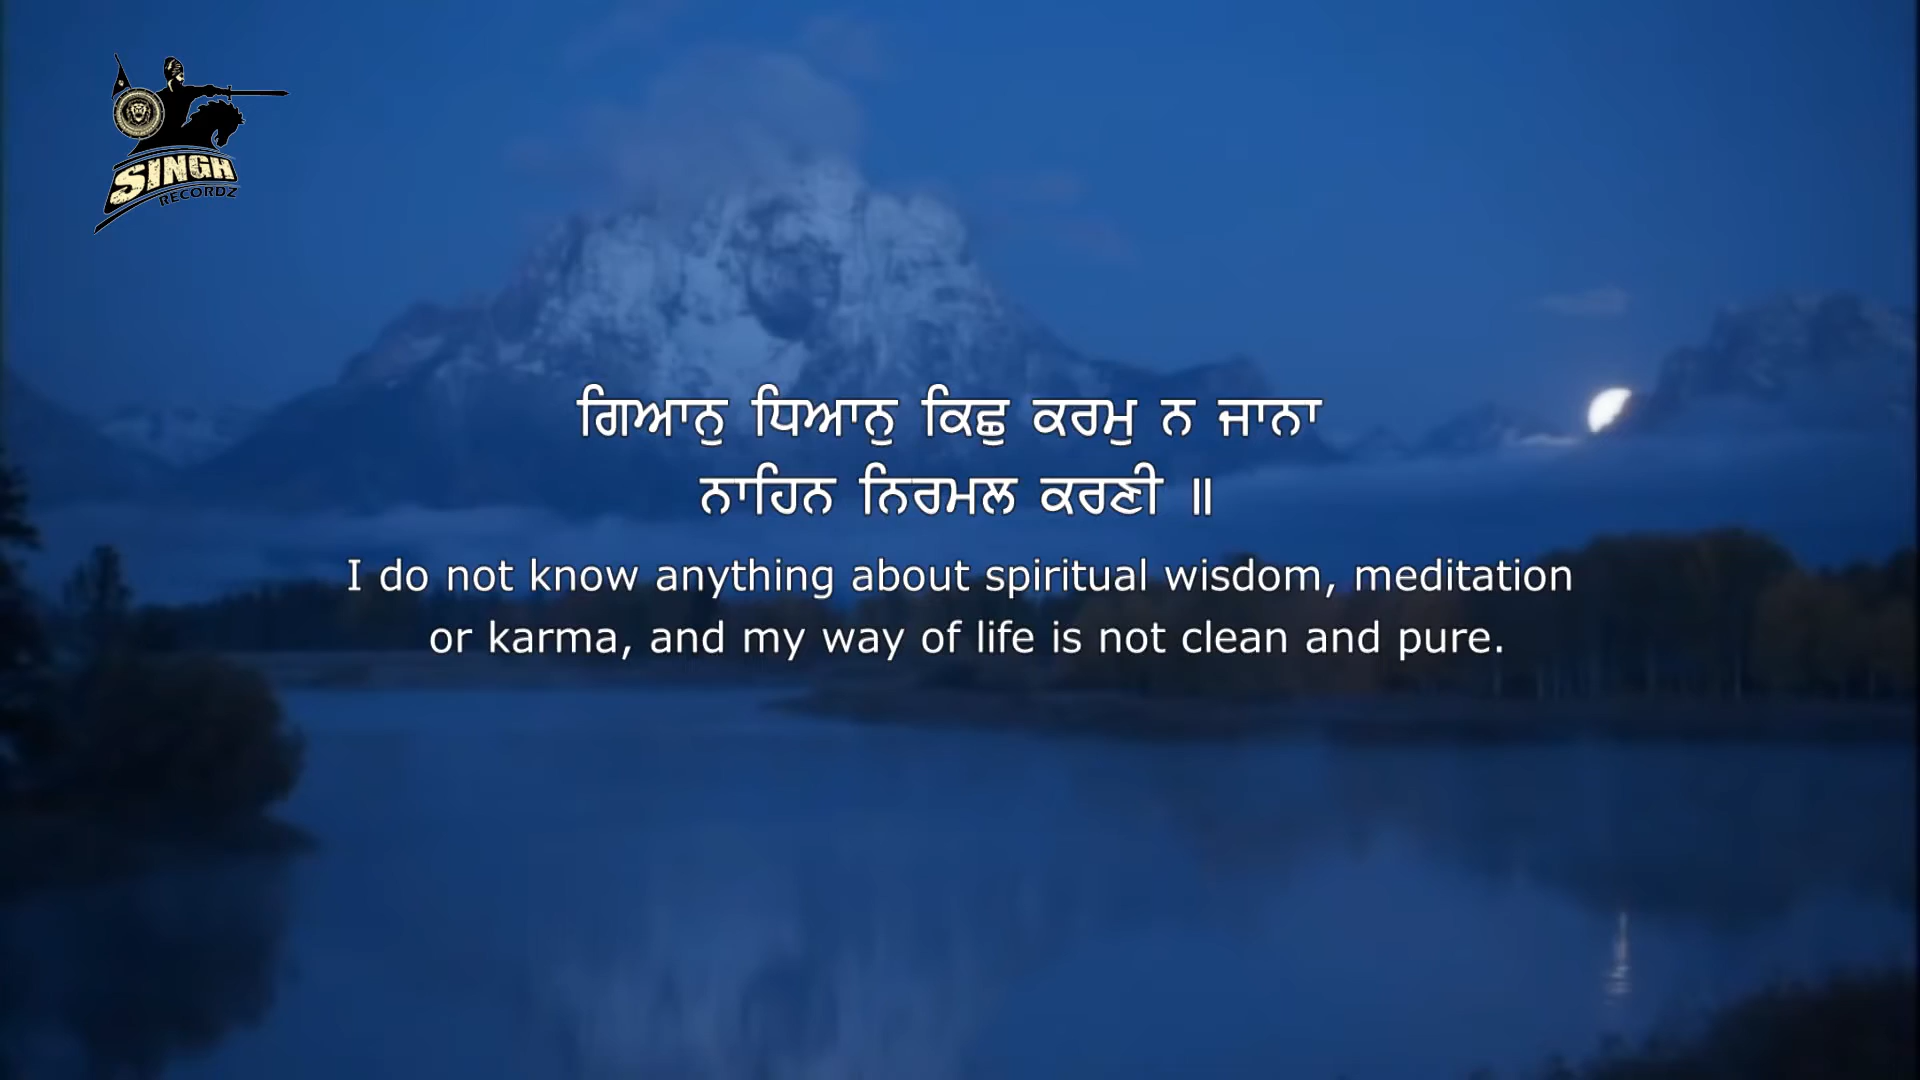 SINGH
RECORDZ
ਗਿਆਨੁ ਧਿਆਨੁ ਕਿਛੁ ਕਰਮੁ ਨ ਜਾਨਾ
ਨਾਹਿਨ ਨਿਰਮਲ ਕਰਣੀ ॥
I do not know anything about spiritual wisdom, meditation
or karma, and my way of life is not clean and pure.